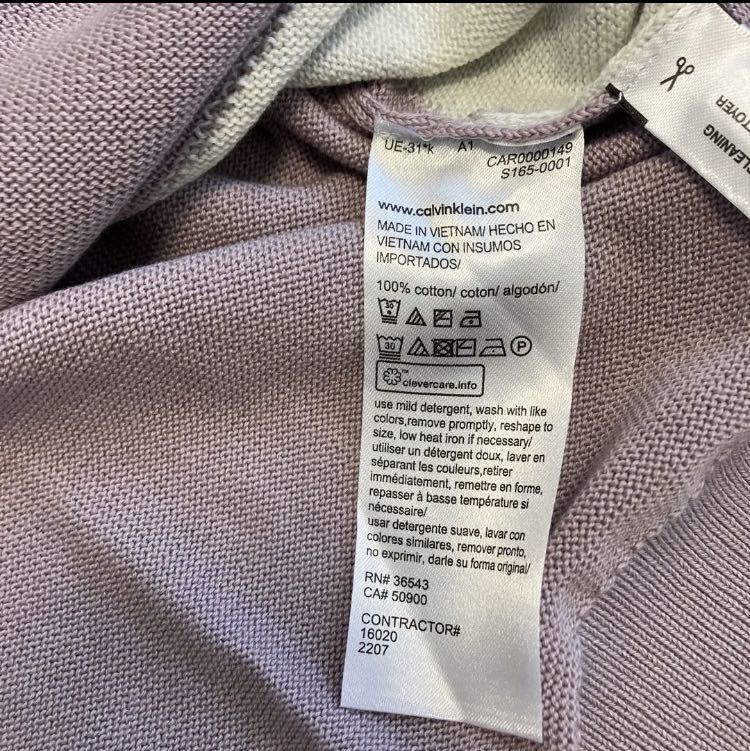 UE-31*k A1 CAR0000149
S165-0001
www.calvinklein.com
MADE IN VIETNAM/ HECHO EN
VIETNAM CON INSUMOS
IMPORTADOS/
100% cotton/ coton/ algodón/
30
30 P
clevercare.info
use mild detergent, wash with like
colors,remove promptly, reshape to
size, low heat iron if necessary/
utiliser un détergent doux, laver en
séparant les couleurs,retirer
immédiatement, remettre en forme,
repasser à basse température si
nécessaire/
usar detergente suave, lavar con
colores similares, remover pronto,
no exprimir, darle su forma original/
RN# 36543
CA# 50900
CONTRACTOR#
16020
2207
CLEANING